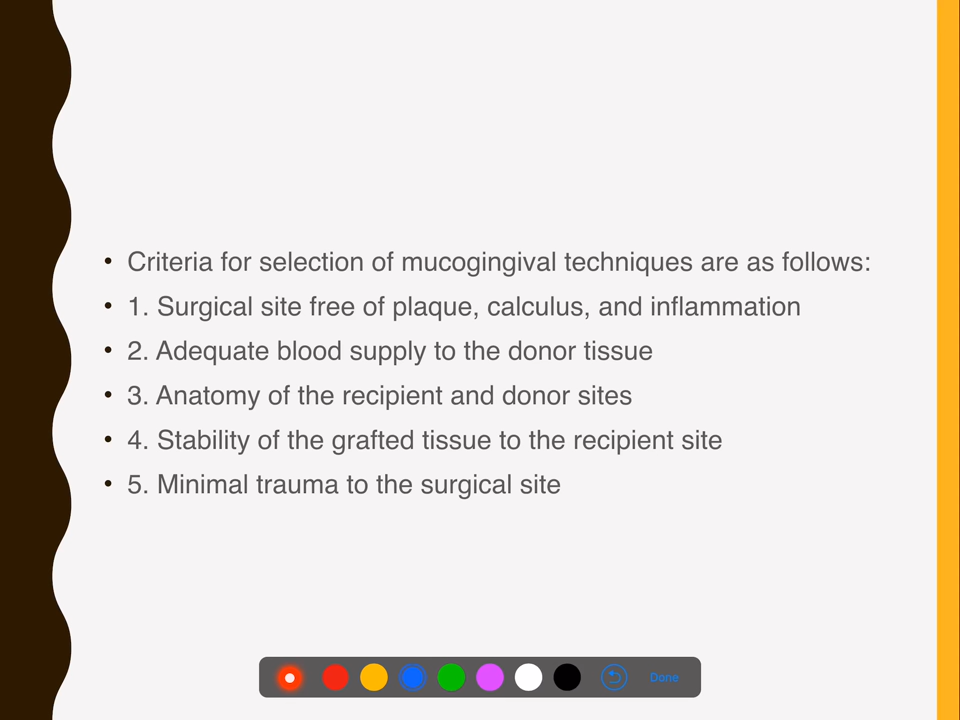 • Criteria for selection of mucogingival techniques are as follows:
• 1. Surgical site free of plaque, calculus, and inflammation
• 2. Adequate blood supply to the donor tissue
• 3. Anatomy of the recipient and donor sites
• 4. Stability of the grafted tissue to the recipient site
• 5. Minimal trauma to the surgical site
Done